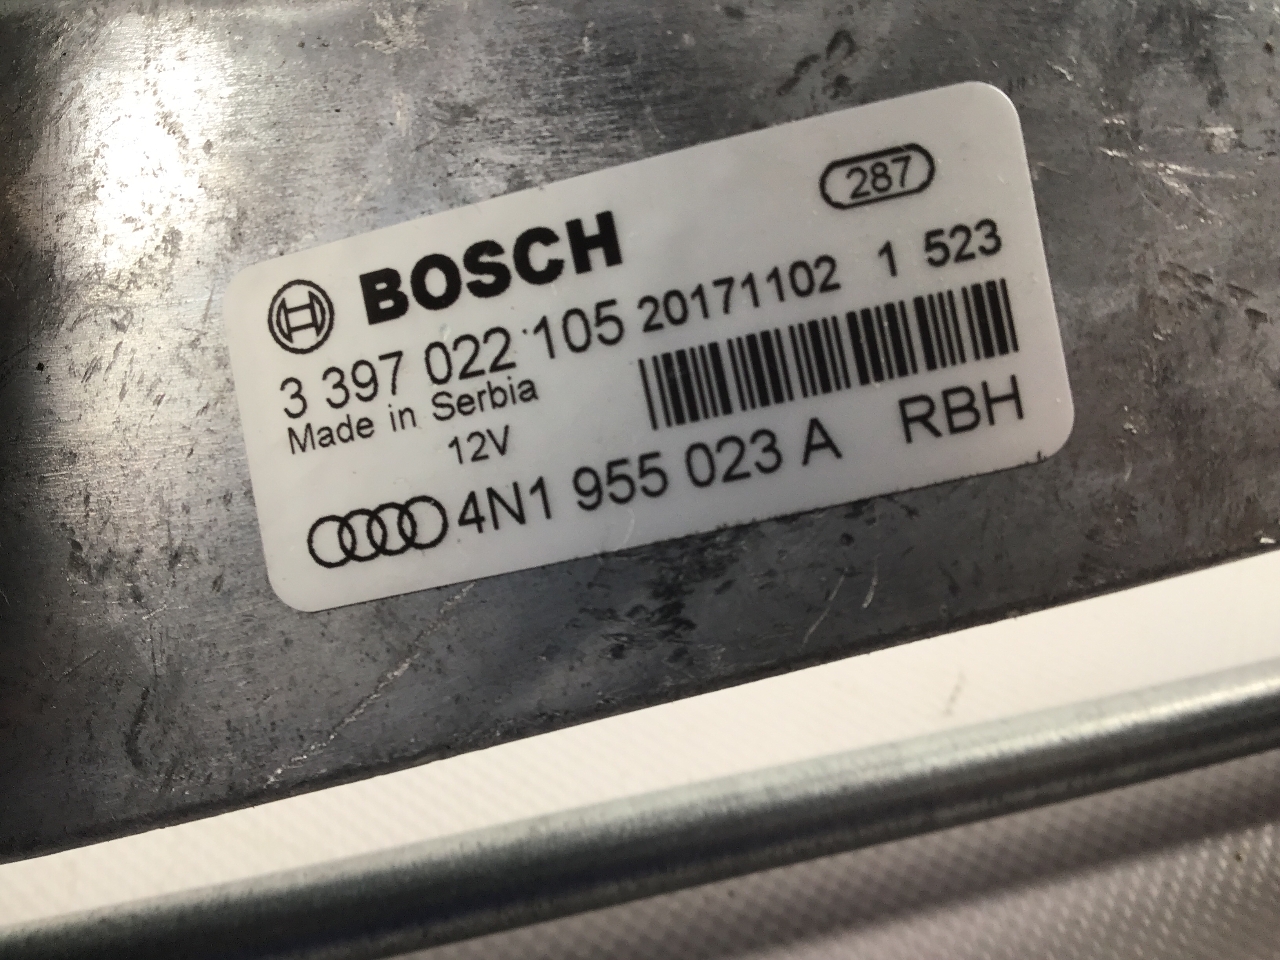 287
BOSCH
3 397 022 105 20171102 1 523
Made in Serbia
12V
4N1 955 023 A RBH